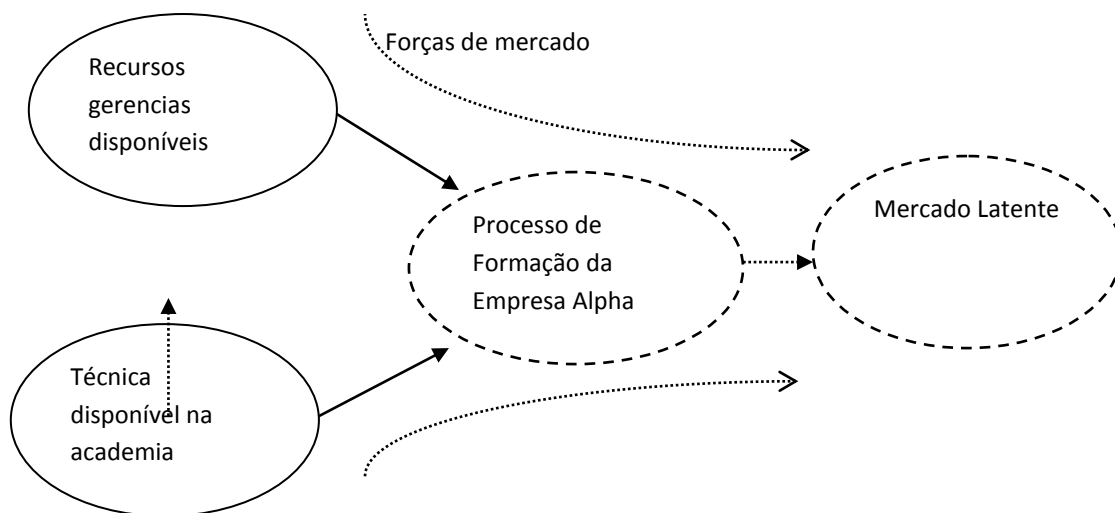 Forças de mercado
Recursos
gerencias
disponíveis
Processo de
Formação da
Empresa Alpha
Mercado Latente
Técnica
disponível na
academia